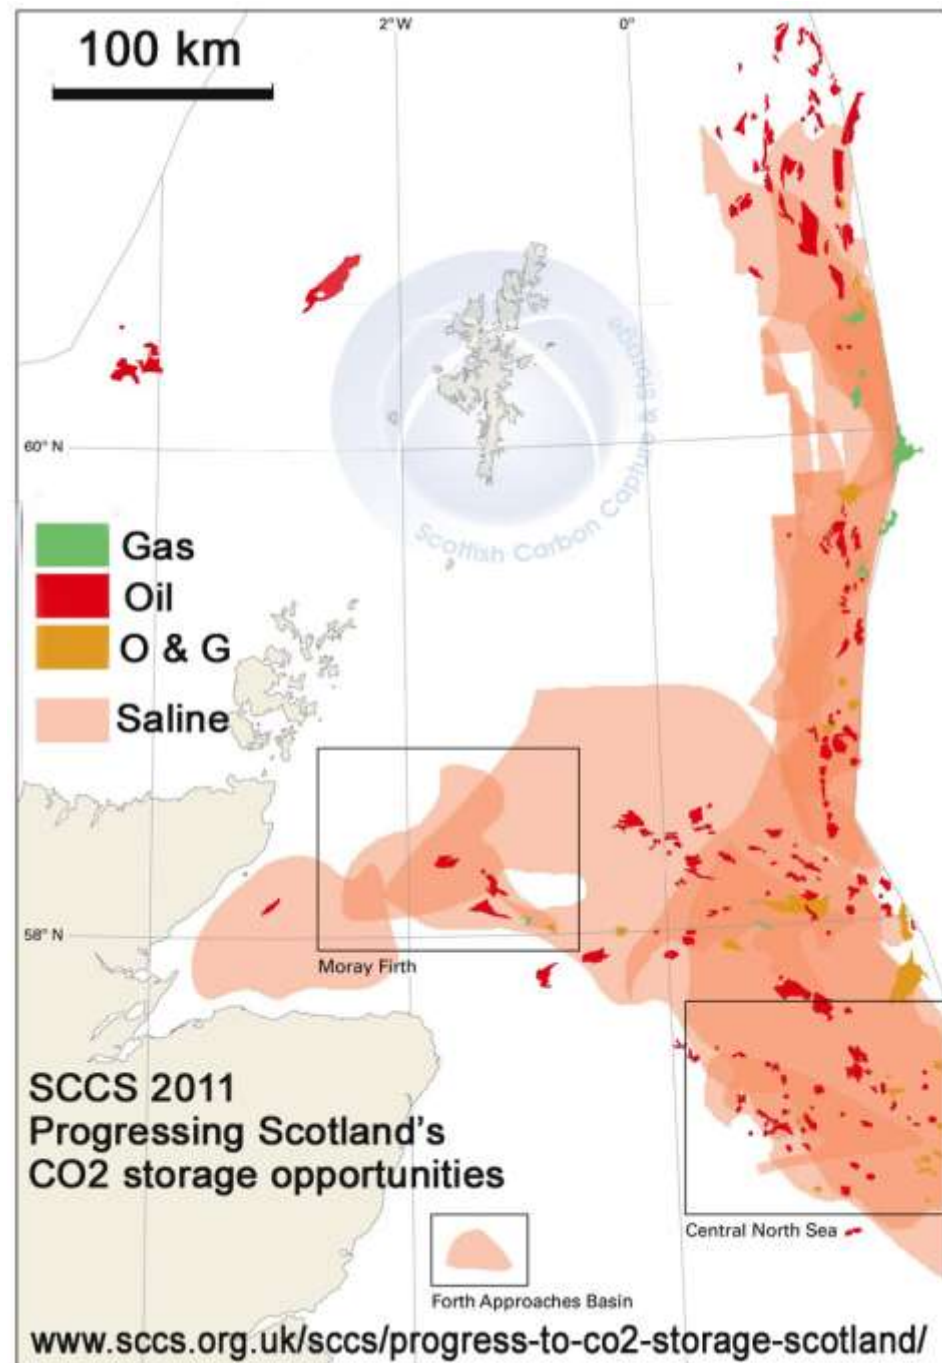 2° W
0°
100 km
60° N
Scottish Carbon Capture & Storage
Gas
Oil
O & G
Saline
58° N
Moray Firth
SCCS 2011
Progressing Scotland's
CO2 storage opportunities
Central North Sea
Forth Approaches Basin
www.sccs.org.uk/sccs/progress-to-co2-storage-scotland/